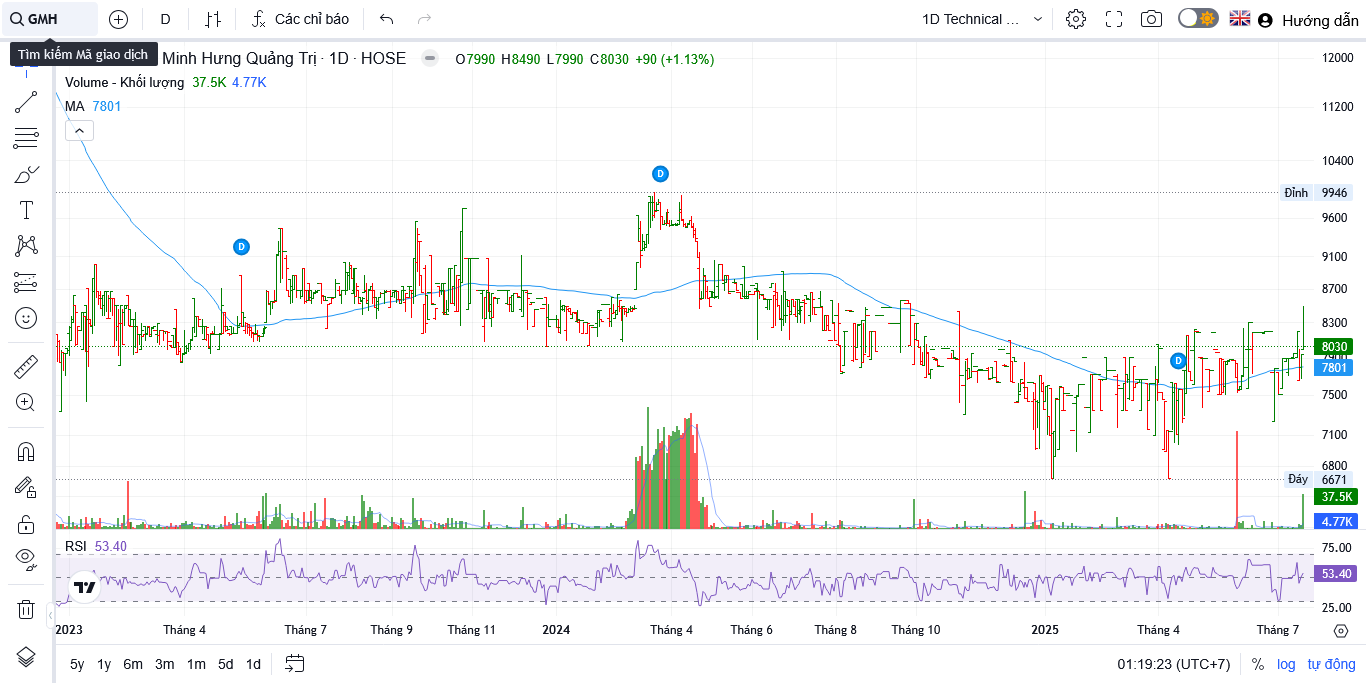 GMH D Các chỉ báo 1D Technical ... Hướng dẫn
Tìm kiếm Mã giao dịch Minh Hưng Quảng Trị · 1D · HOSE O7990 H8490 L7990 C8030 +90 (+1.13%)
Volume - Khối lượng 37.5K 4.77K
MA 7801
12000
11200
10400
D
Đỉnh 9946
9600
D
9100
8700
8300
8030
7900
D
7801
7500
7100
6800
Đáy 6671
37.5K
4.77K
RSI 53.40
75.00
53.40
25.00
2023 Tháng 4 Tháng 7 Tháng 9 Tháng 11 2024 Tháng 4 Tháng 6 Tháng 8 Tháng 10 2025 Tháng 4 Tháng 7
5y 1y 6m 3m 1m 5d 1d 01:19:23 (UTC+7) % log tự động